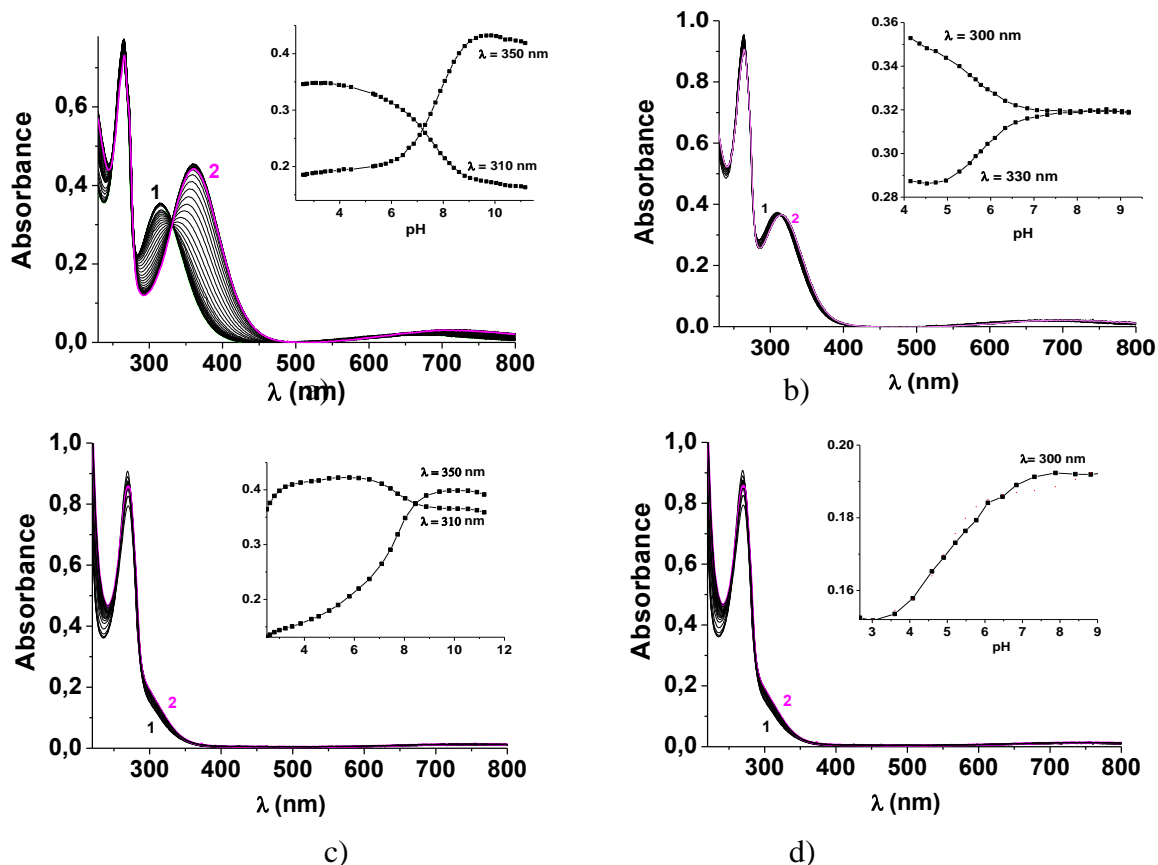 Absorbance
0,6
0,4
0,2
0,0
300 400 500 600 700 800
λ (nm)
a)
1
2
0.4
0.3
0.2
4 6 8 10
pH
λ = 350 nm
λ = 310 nm
Absorbance
1.0
0.8
0.6
0.4
0.2
0.0
300 400 500 600 700 800
λ (nm)
b)
1
2
0.36
0.34
0.32
0.30
0.28
4 5 6 7 8 9
pH
λ = 300 nm
λ = 330 nm
Absorbance
1,0
0,8
0,6
0,4
0,2
0,0
300 400 500 600 700 800
λ (nm)
c)
2
1
0.4
0.3
0.2
4 6 8 10 12
pH
λ = 350 nm
λ = 310 nm
Absorbance
1,0
0,8
0,6
0,4
0,2
0,0
300 400 500 600 700 800
λ (nm)
d)
2
1
0.20
0.18
0.16
3 4 5 6 7 8 9
pH
λ= 300 nm